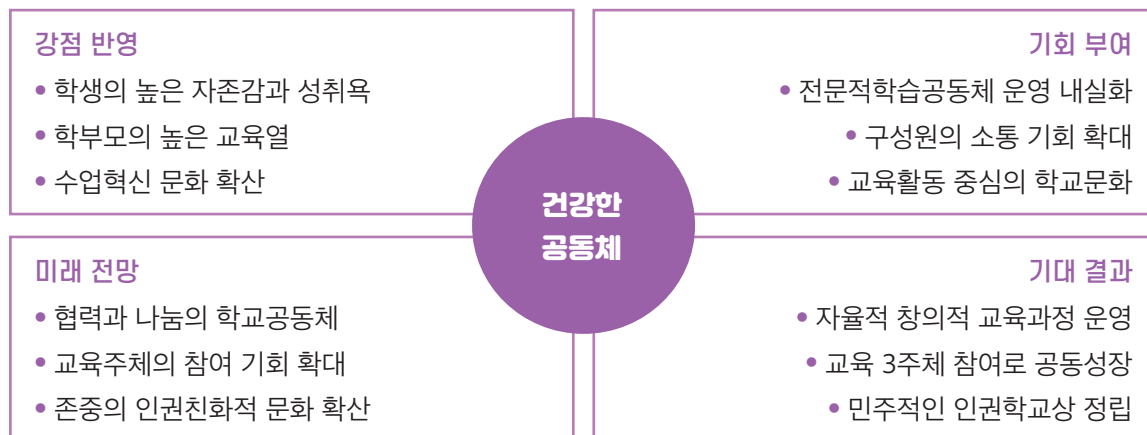 강점 반영
• 학생의 높은 자존감과 성취욕
• 학부모의 높은 교육열
• 수업혁신 문화 확산
기회 부여
• 전문적학습공동체 운영 내실화
• 구성원의 소통 기회 확대
• 교육활동 중심의 학교문화
건강한
공동체
미래 전망
• 협력과 나눔의 학교공동체
• 교육주체의 참여 기회 확대
• 존중의 인권친화적 문화 확산
기대 결과
• 자율적 창의적 교육과정 운영
• 교육 3주체 참여로 공동성장
• 민주적인 인권학교상 정립